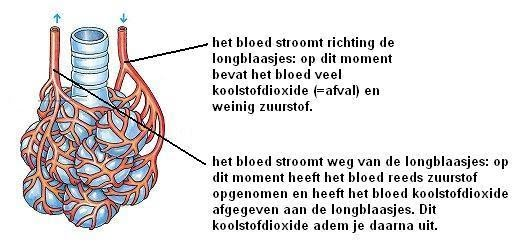 het bloed stroomt richting de
longblaasjes: op dit moment
bevat het bloed veel
koolstofdioxide (=afval) en
weinig zuurstof.
het bloed stroomt weg van de longblaasjes: op
dit moment heeft het bloed reeds zuurstof
opgenomen en heeft het bloed koolstofdioxide
afgegeven aan de longblaasjes. Dit
koolstofdioxide adem je daarna uit.